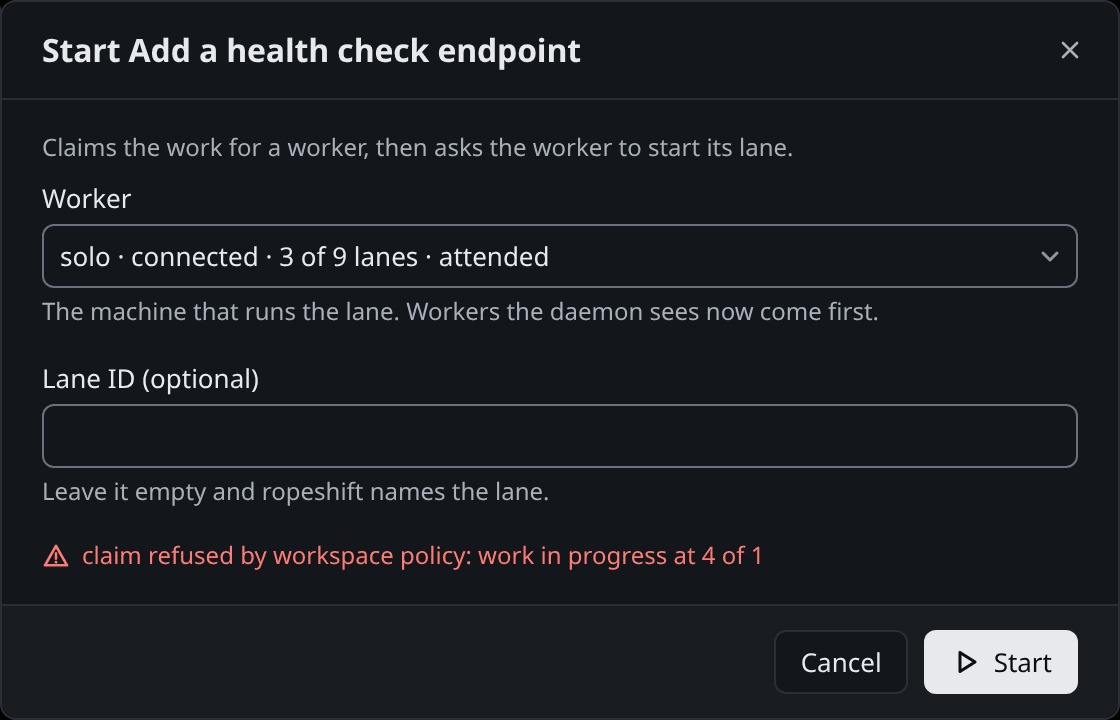 Start Add a health check endpoint
Claims the work for a worker, then asks the worker to start its lane.
Worker
solo · connected · 3 of 9 lanes · attended
The machine that runs the lane. Workers the daemon sees now come first.
Lane ID (optional)
Leave it empty and ropeshift names the lane.
claim refused by workspace policy: work in progress at 4 of 1
Cancel
Start